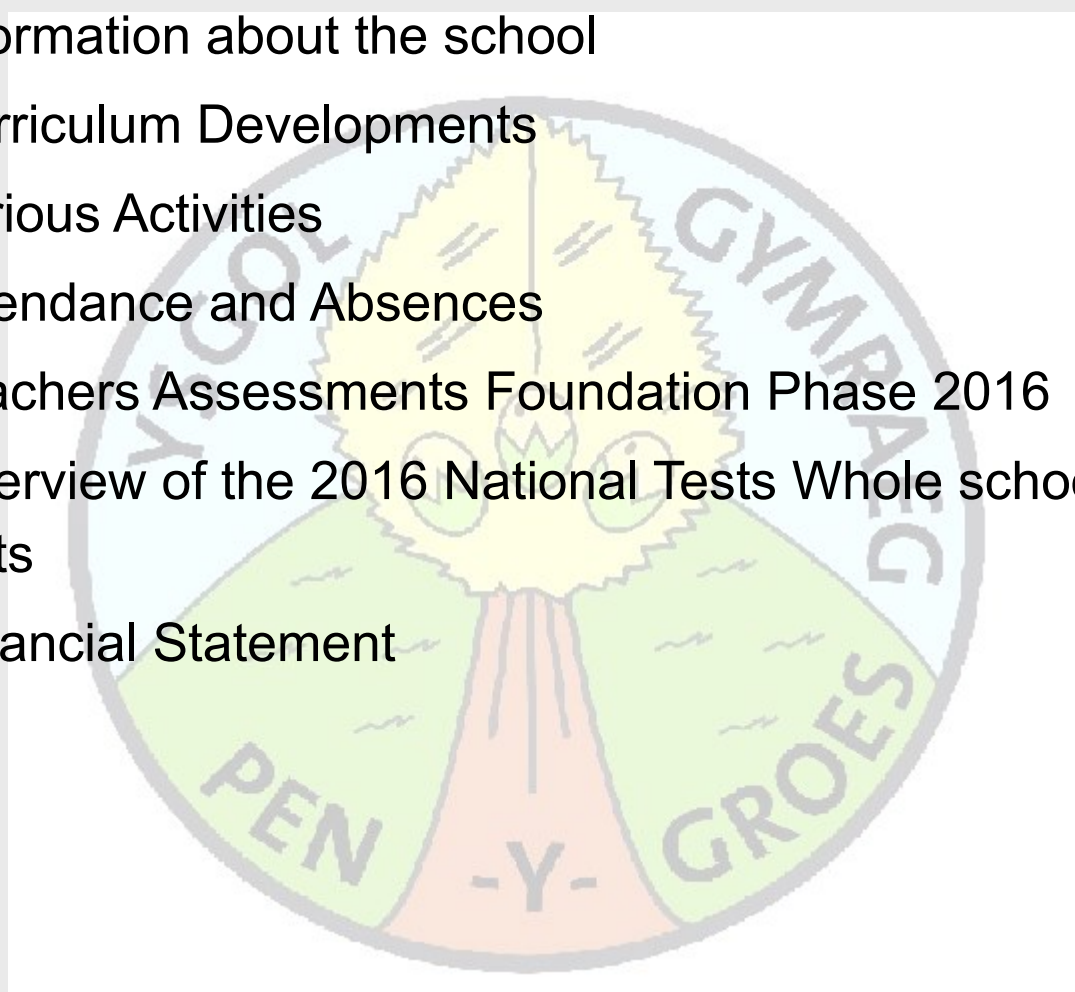 ormation about the school
rriculum Developments
rious Activities
endance and Absences
achers Assessments Foundation Phase 2016
erview of the 2016 National Tests Whole schoo
ts
ancial Statement
YSGOL GYMRAEG
PEN -Y- GROES